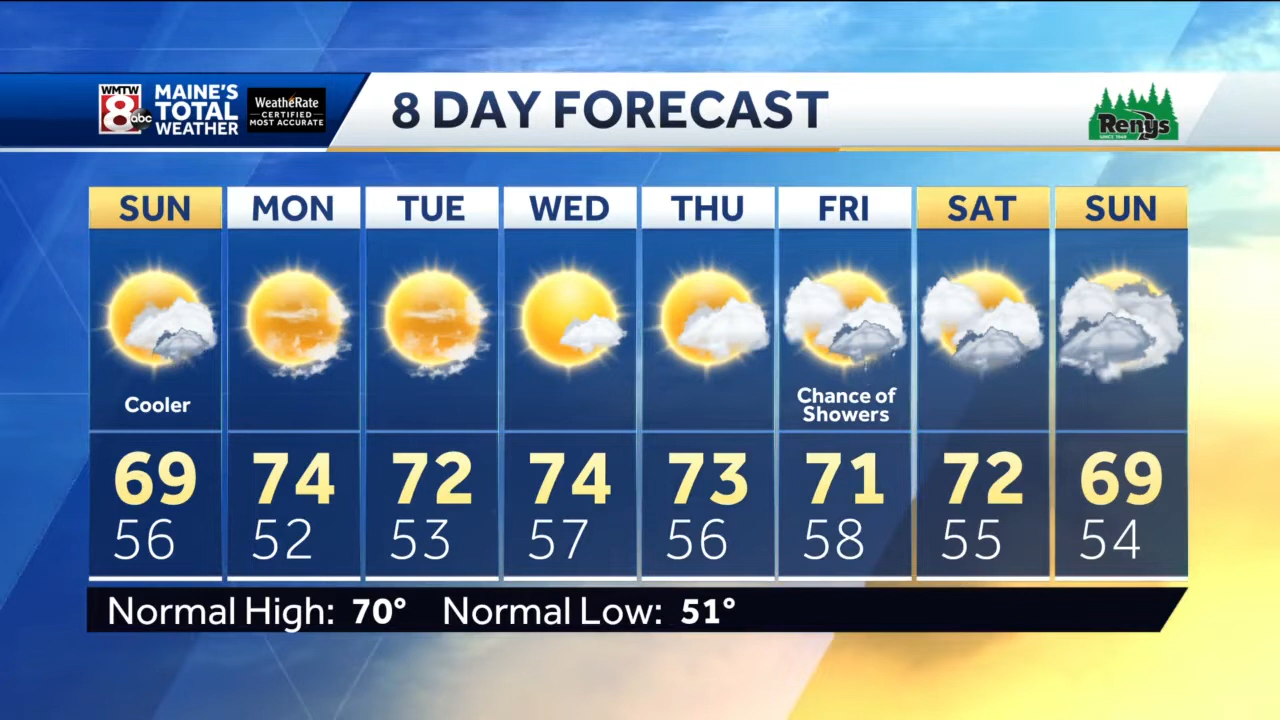 WMTW
8
abc
MAINE'S
TOTAL
WEATHER
WeatheRate
CERTIFIED
MOST ACCURATE
8 DAY FORECAST
Renys
SINCE 1949
SUN MON TUE WED THU FRI SAT SUN
Cooler
Chance of
Showers
69 74 72 74 73 71 72 69
56 52 53 57 56 58 55 54
Normal High: 70° Normal Low: 51°